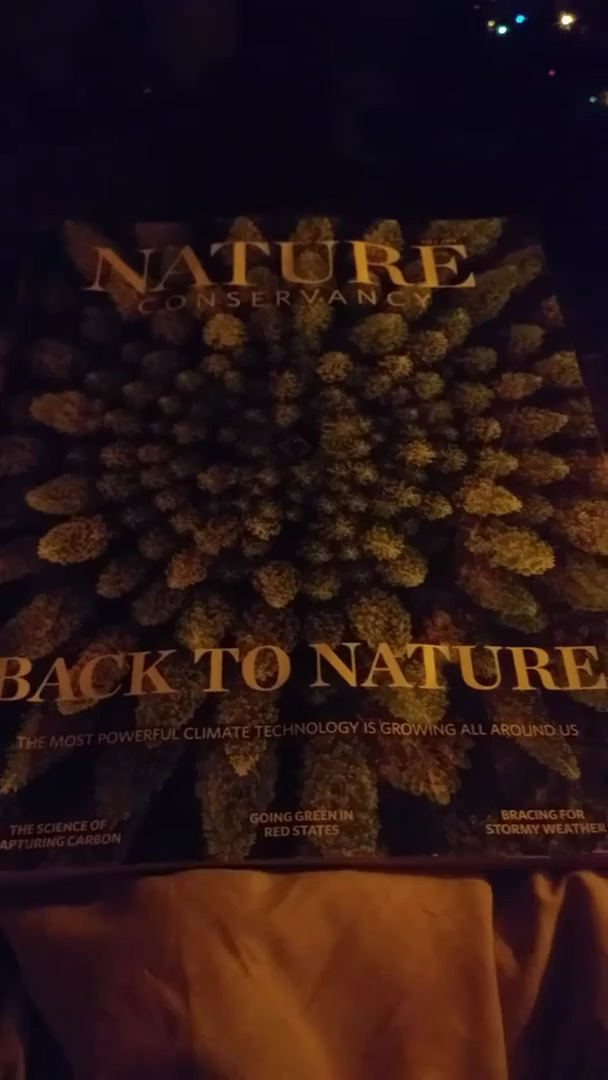 NATURE
CONSERVANCY
BACK TO NATURE
THE MOST POWERFUL CLIMATE TECHNOLOGY IS GROWING ALL AROUND US
THE SCIENCE OF
APTURING CARBON
GOING GREEN IN
RED STATES
BRACING FOR
STORMY WEATHER